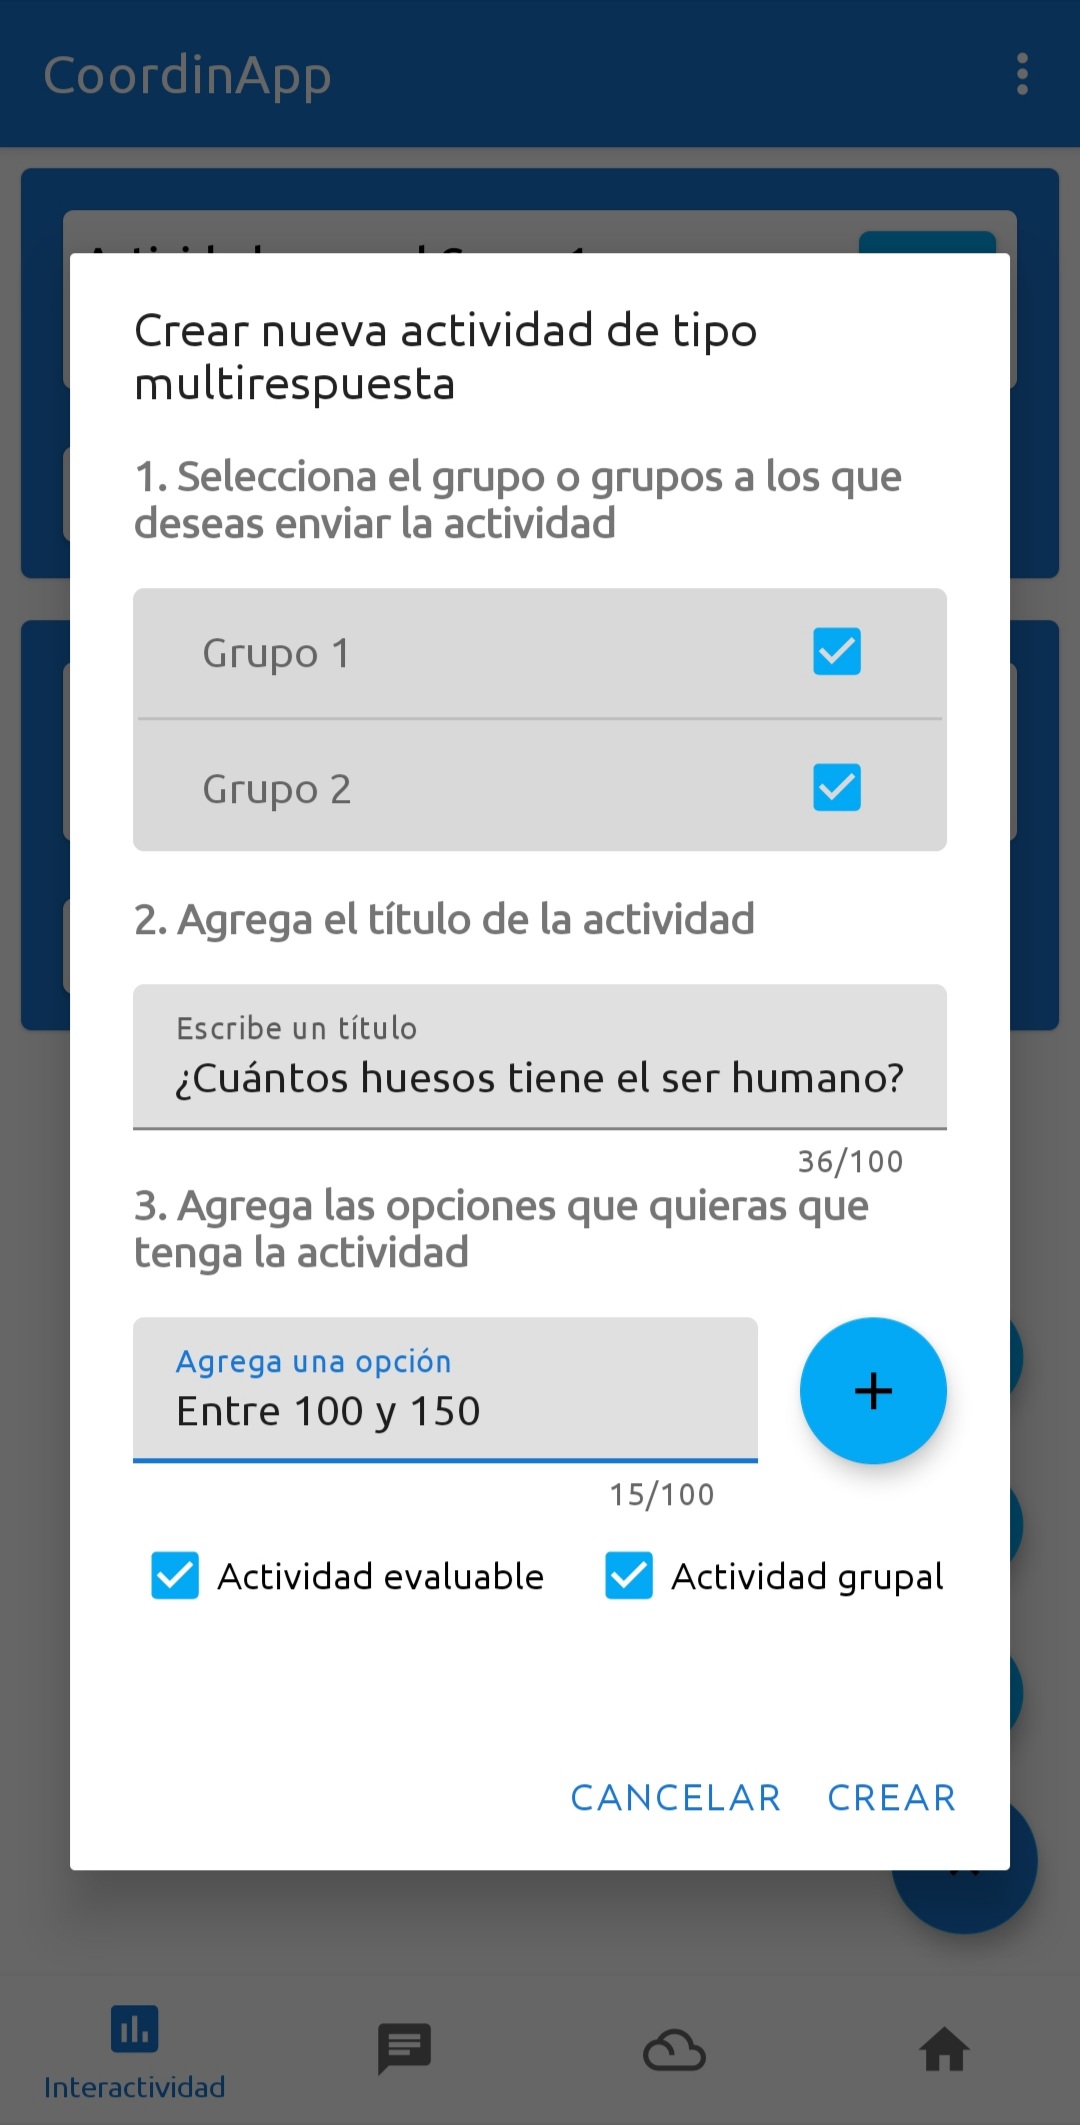 CoordinApp
Crear nueva actividad de tipo
multirespuesta
1. Selecciona el grupo o grupos a los que
deseas enviar la actividad
Grupo 1
Grupo 2
2. Agrega el título de la actividad
Escribe un título
¿Cuántos huesos tiene el ser humano?
36/100
3. Agrega las opciones que quieras que
tenga la actividad
Agrega una opción
Entre 100 y 150
15/100
Actividad evaluable
Actividad grupal
CANCELAR CREAR
Interactividad